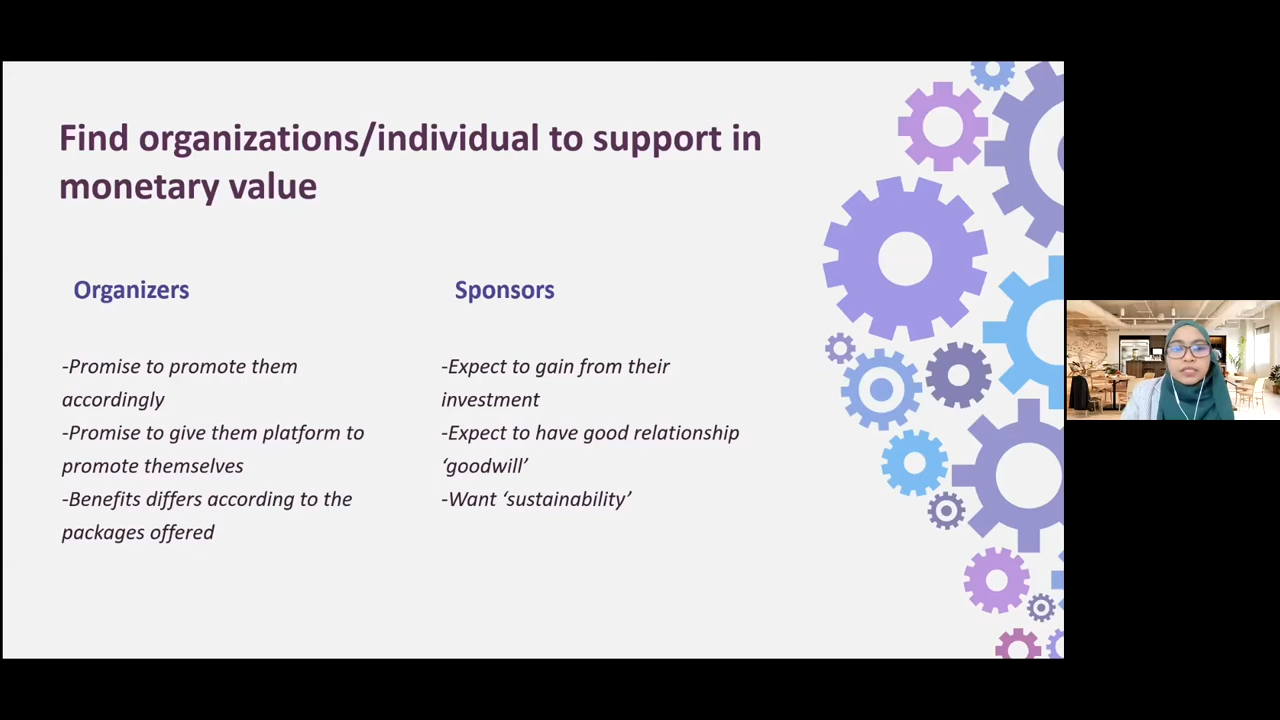 Find organizations/individual to support in
monetary value
Organizers
-Promise to promote them
accordingly
-Promise to give them platform to
promote themselves
-Benefits differs according to the
packages offered
Sponsors
-Expect to gain from their
investment
-Expect to have good relationship
‘goodwill’
-Want ‘sustainability’